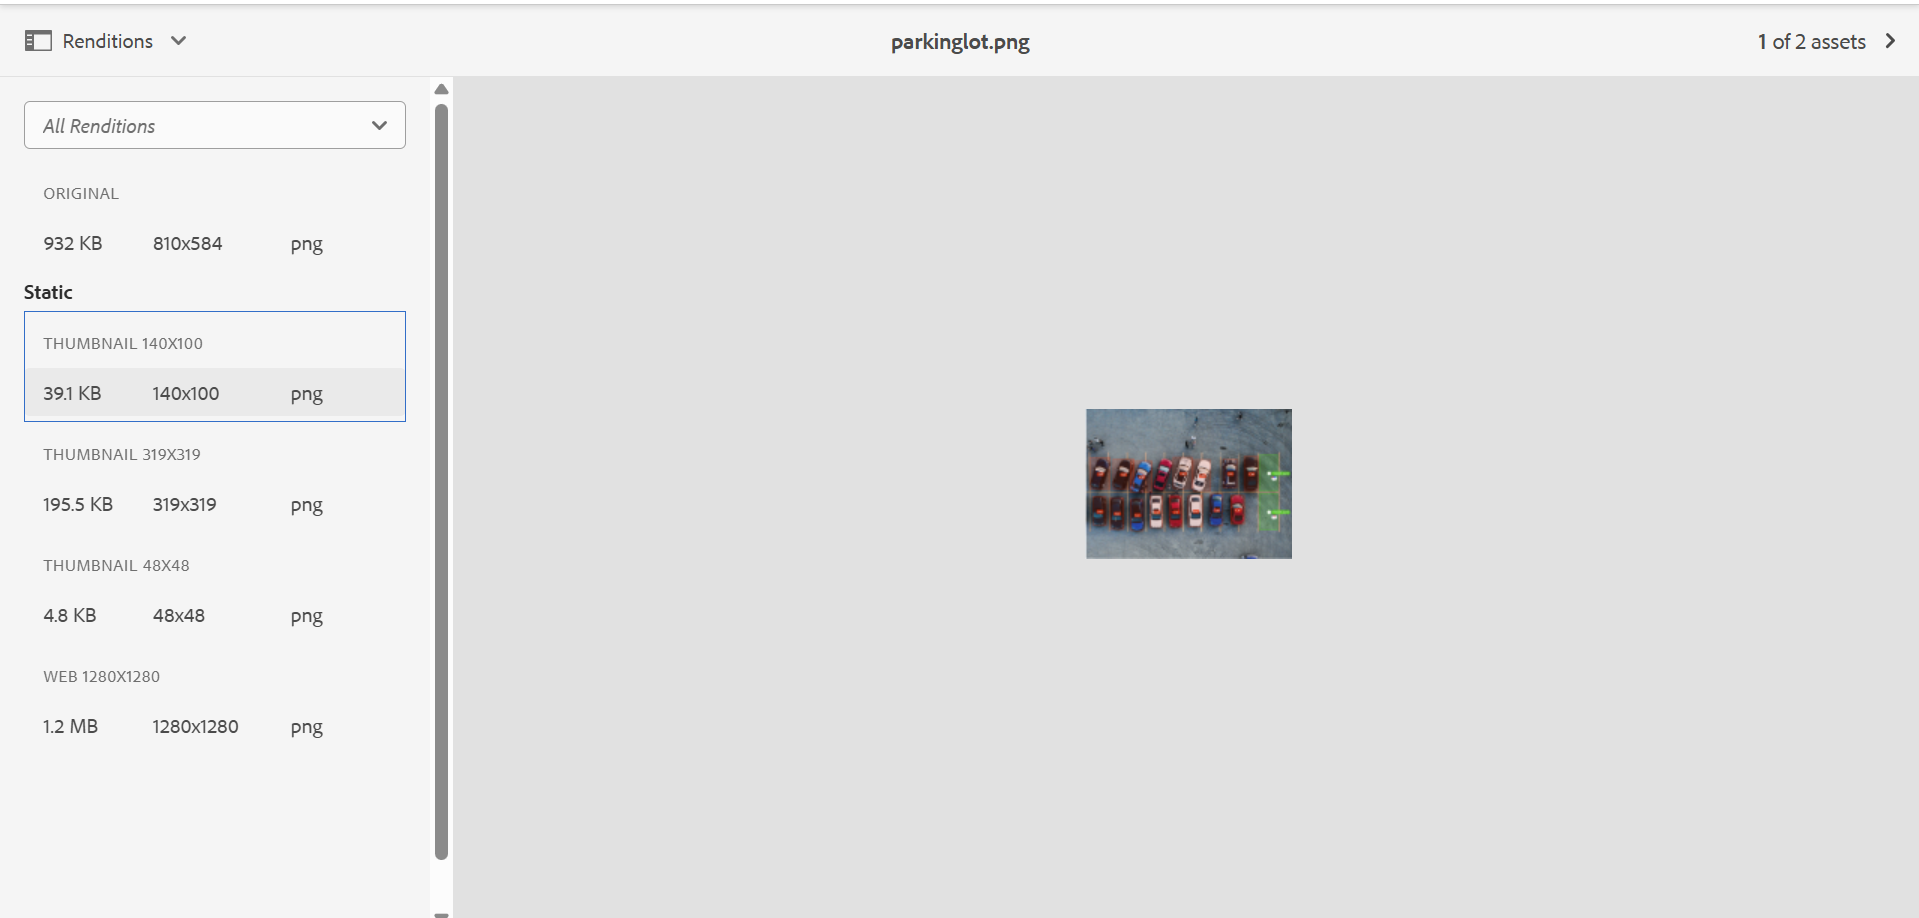 Renditions
parkinglot.png
1 of 2 assets
All Renditions
ORIGINAL
932 KB 810x584 png
Static
THUMBNAIL 140X100
39.1 KB 140x100 png
THUMBNAIL 319X319
195.5 KB 319x319 png
THUMBNAIL 48X48
4.8 KB 48x48 png
WEB 1280X1280
1.2 MB 1280x1280 png